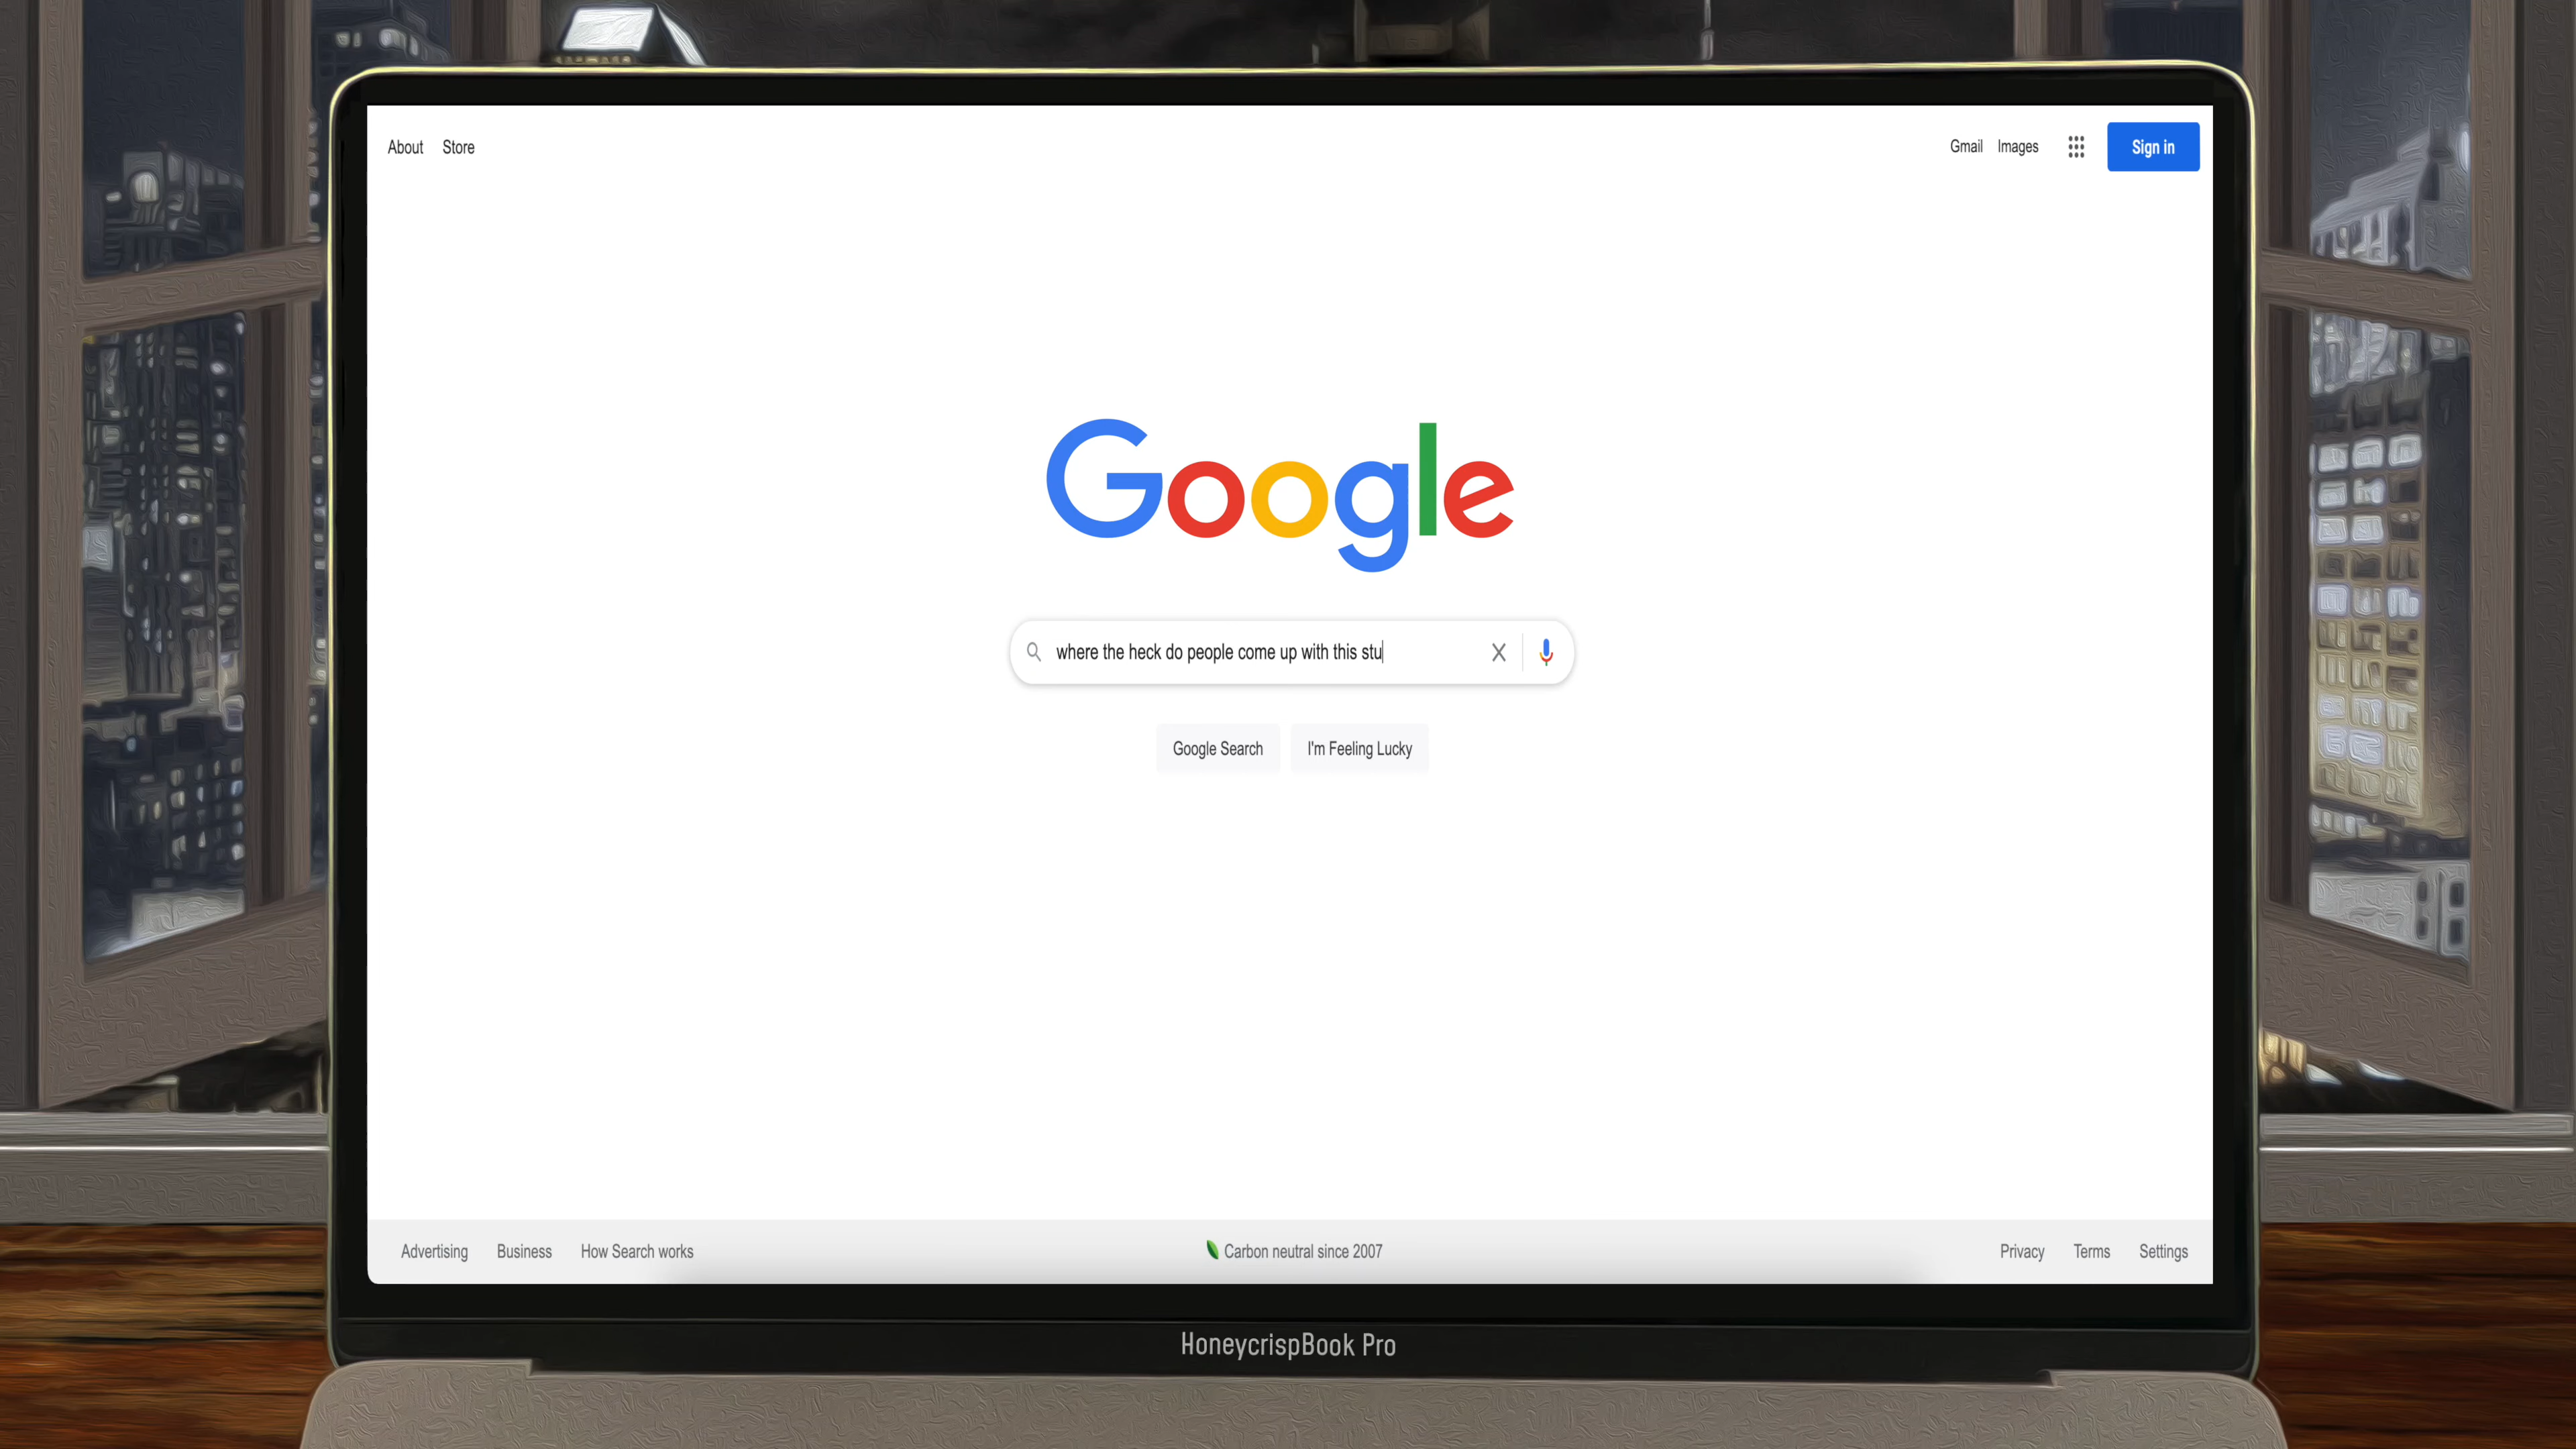 About Store
Gmail Images Sign in
Google
where the heck do people come up with this stu
Google Search I'm Feeling Lucky
Advertising Business How Search works Carbon neutral since 2007 Privacy Terms Settings
HoneycrispBook Pro